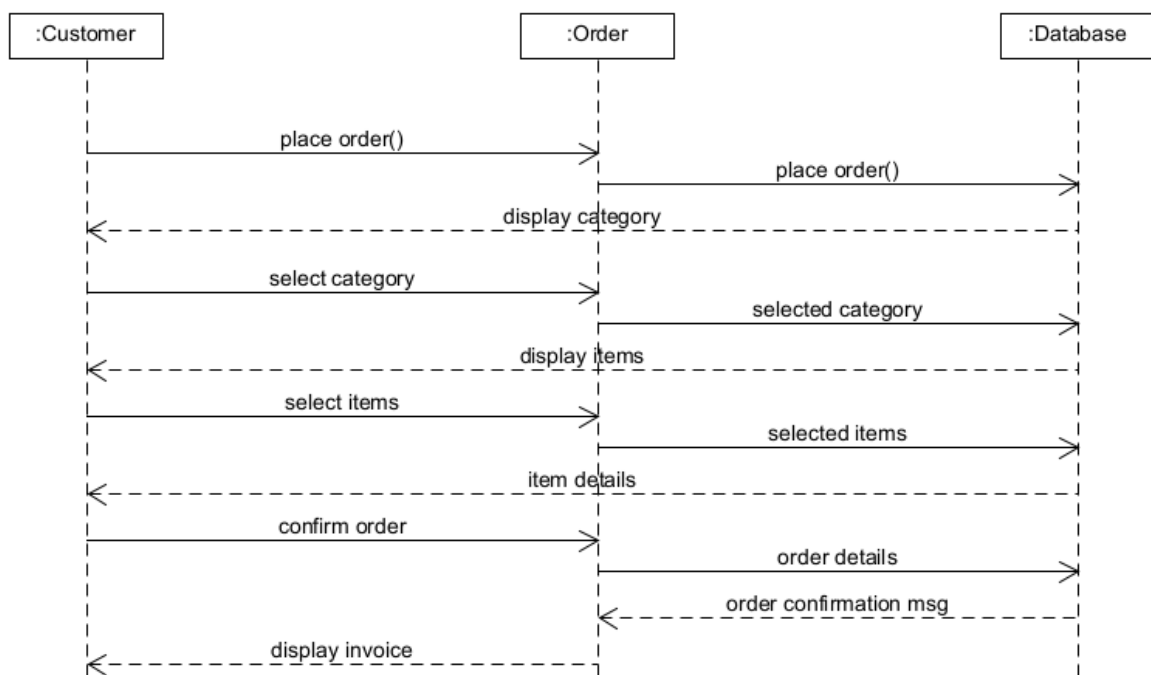 :Customer
:Order
:Database
place order()
place order()
display category
select category
selected category
display items
select items
selected items
item details
confirm order
order details
order confirmation msg
display invoice